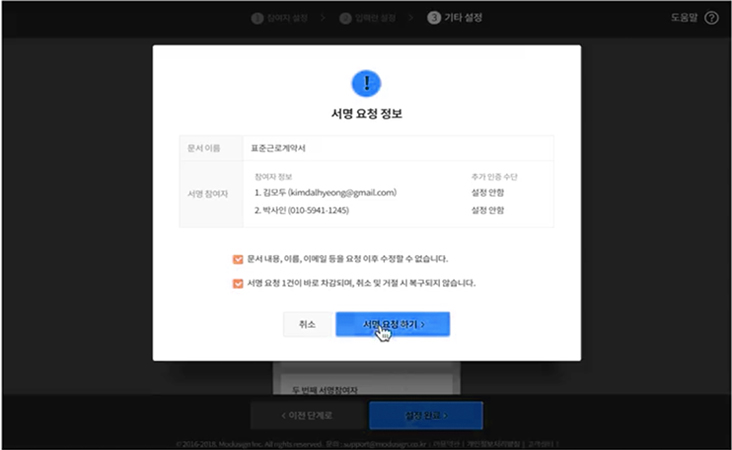 1 참여자 설정 > 2 입력란 설정 > 3 기타 설정 도움말 ?
!
서명 요청 정보
문서 이름 표준근로계약서
참여자 정보 추가 인증 수단
서명 참여자
1. 김모두 (kimdalhyeong@gmail.com) 설정 안함
2. 박사인 (010-5941-1245) 설정 안함
문서 내용, 이름, 이메일 등을 요청 이후 수정할 수 없습니다.
서명 요청 1건이 바로 차감되며, 취소 및 거절 시 복구되지 않습니다.
취소 서명 요청 하기 >
두 번째 서명참여자
< 이전 단계로 설정 완료 >
© 2016-2018, Modusign Inc. All rights reserved. 문의 : support@modusign.co.kr | 이용약관 | 개인정보처리방침 | 고객센터 |